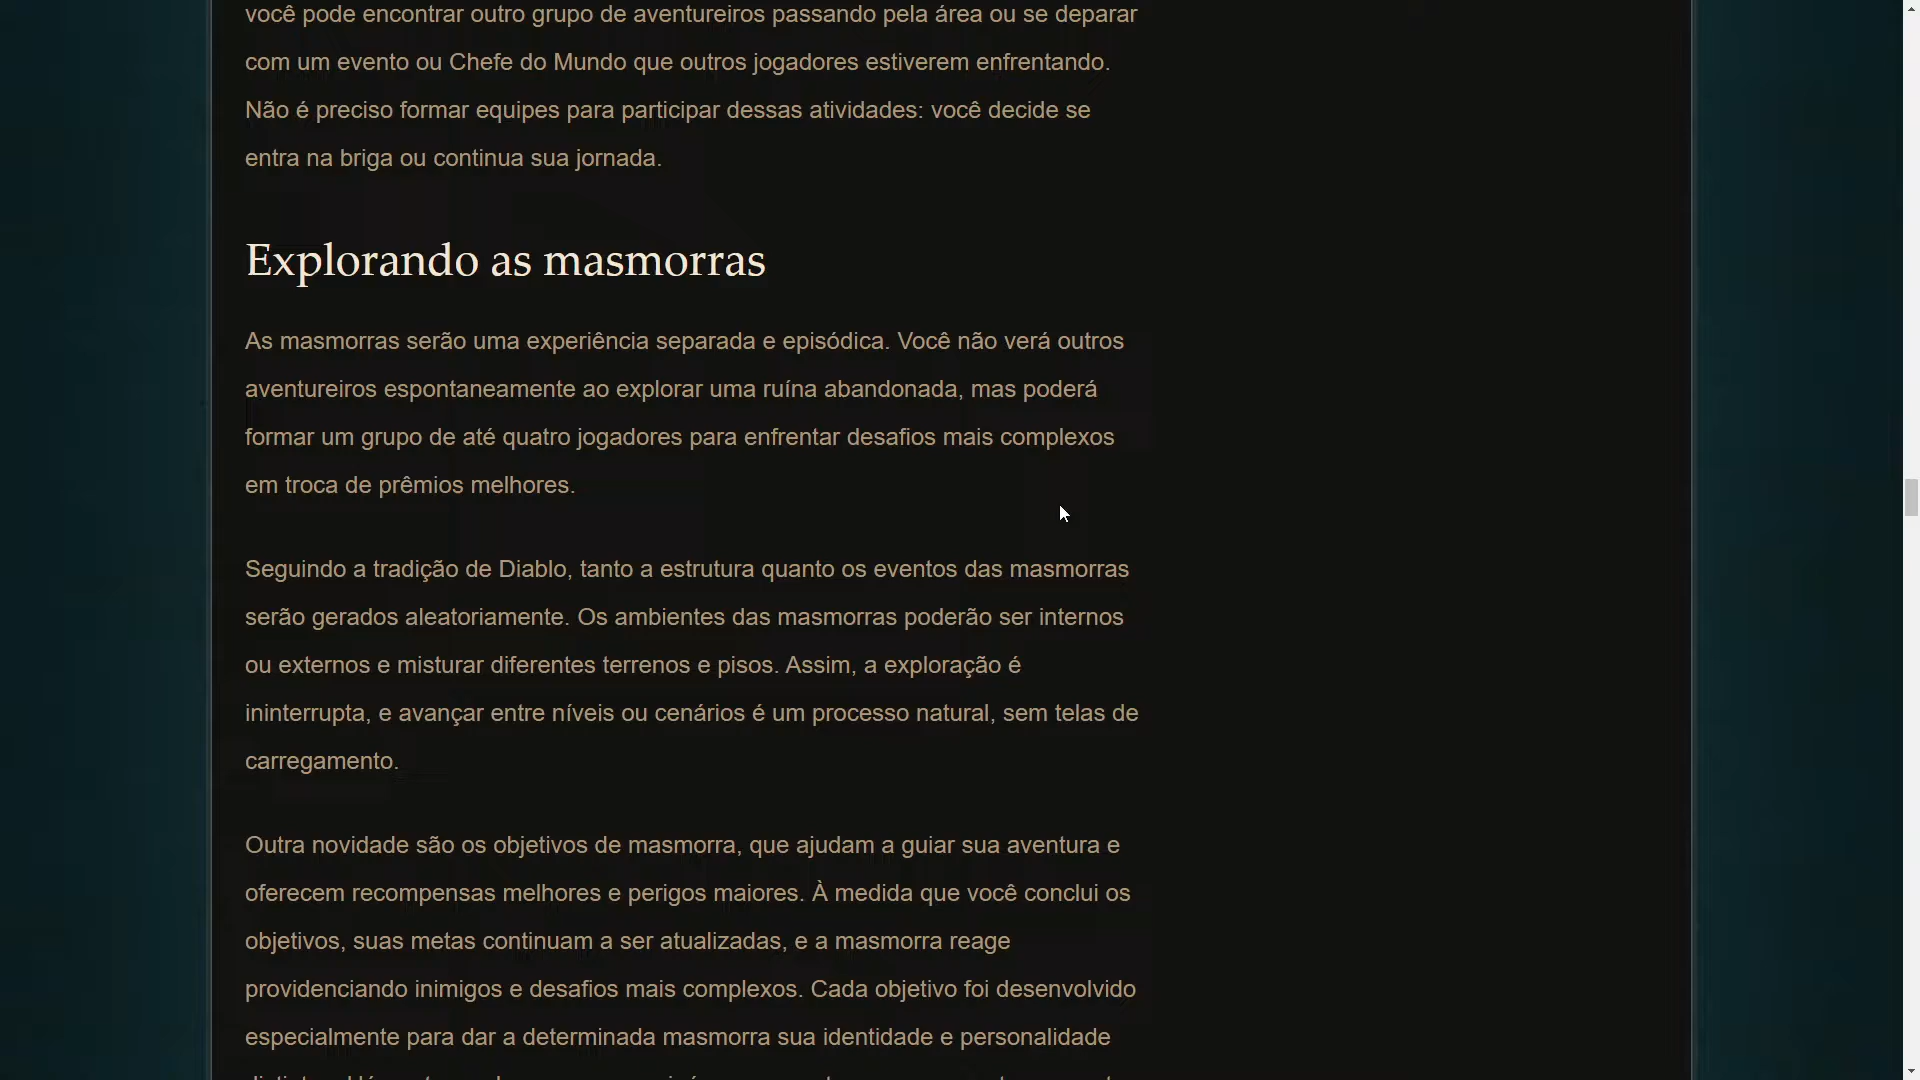 você pode encontrar outro grupo de aventureiros passando pela área ou se deparar
com um evento ou Chefe do Mundo que outros jogadores estiverem enfrentando.
Não é preciso formar equipes para participar dessas atividades: você decide se
entra na briga ou continua sua jornada.
Explorando as masmorras
As masmorras serão uma experiência separada e episódica. Você não verá outros
aventureiros espontaneamente ao explorar uma ruína abandonada, mas poderá
formar um grupo de até quatro jogadores para enfrentar desafios mais complexos
em troca de prêmios melhores.
Seguindo a tradição de Diablo, tanto a estrutura quanto os eventos das masmorras
serão gerados aleatoriamente. Os ambientes das masmorras poderão ser internos
ou externos e misturar diferentes terrenos e pisos. Assim, a exploração é
ininterrupta, e avançar entre níveis ou cenários é um processo natural, sem telas de
carregamento.
Outra novidade são os objetivos de masmorra, que ajudam a guiar sua aventura e
oferecem recompensas melhores e perigos maiores. À medida que você conclui os
objetivos, suas metas continuam a ser atualizadas, e a masmorra reage
providenciando inimigos e desafios mais complexos. Cada objetivo foi desenvolvido
especialmente para dar a determinada masmorra sua identidade e personalidade